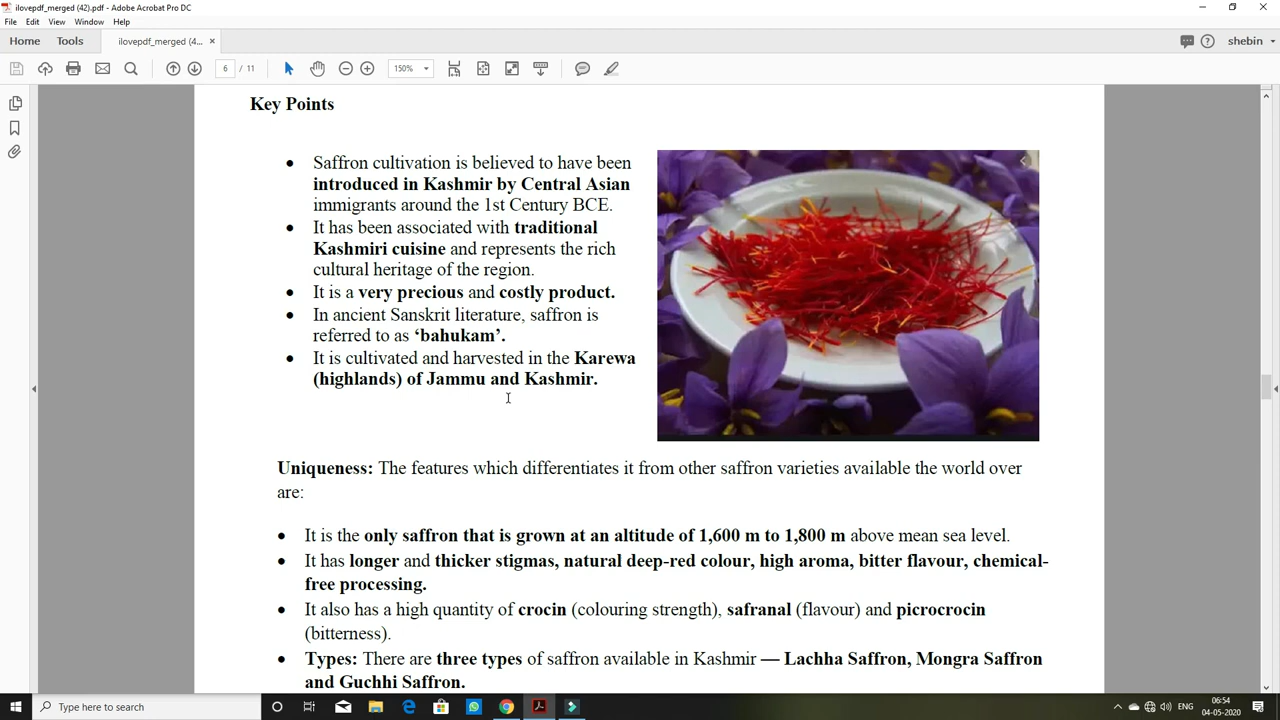 ilovepdf_merged (42).pdf - Adobe Acrobat Pro DC
File Edit View Window Help
Home Tools ilovepdf_merged (4... × shebin
6 / 11 150%
Key Points
• Saffron cultivation is believed to have been
introduced in Kashmir by Central Asian
immigrants around the 1st Century BCE.
• It has been associated with traditional
Kashmiri cuisine and represents the rich
cultural heritage of the region.
• It is a very precious and costly product.
• In ancient Sanskrit literature, saffron is
referred to as ‘bahukam’.
• It is cultivated and harvested in the Karewa
(highlands) of Jammu and Kashmir.
Uniqueness: The features which differentiates it from other saffron varieties available the world over
are:
• It is the only saffron that is grown at an altitude of 1,600 m to 1,800 m above mean sea level.
• It has longer and thicker stigmas, natural deep-red colour, high aroma, bitter flavour, chemical-
free processing.
• It also has a high quantity of crocin (colouring strength), safranal (flavour) and picrocrocin
(bitterness).
• Types: There are three types of saffron available in Kashmir — Lachha Saffron, Mongra Saffron
and Guchhi Saffron.
Type here to search
ENG
06:54
04-05-2020